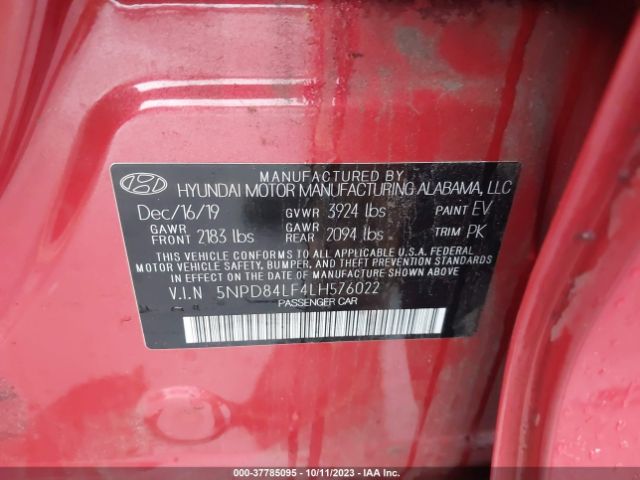 MANUFACTURED BY
HYUNDAI MOTOR MANUFACTURING ALABAMA, LLC
Dec/16/19 GVWR 3924 lbs PAINT EV
GAWR FRONT 2183 lbs GAWR REAR 2094 lbs TRIM PK
THIS VEHICLE CONFORMS TO ALL APPLICABLE U.S.A. FEDERAL
MOTOR VEHICLE SAFETY, BUMPER, AND THEFT PREVENTION STANDARDS
IN EFFECT ON THE DATE OF MANUFACTURE SHOWN ABOVE.
V.I.N 5NPD84LF4LH576022
PASSENGER CAR
000-37785095 - 10/11/2023 - IAA Inc.